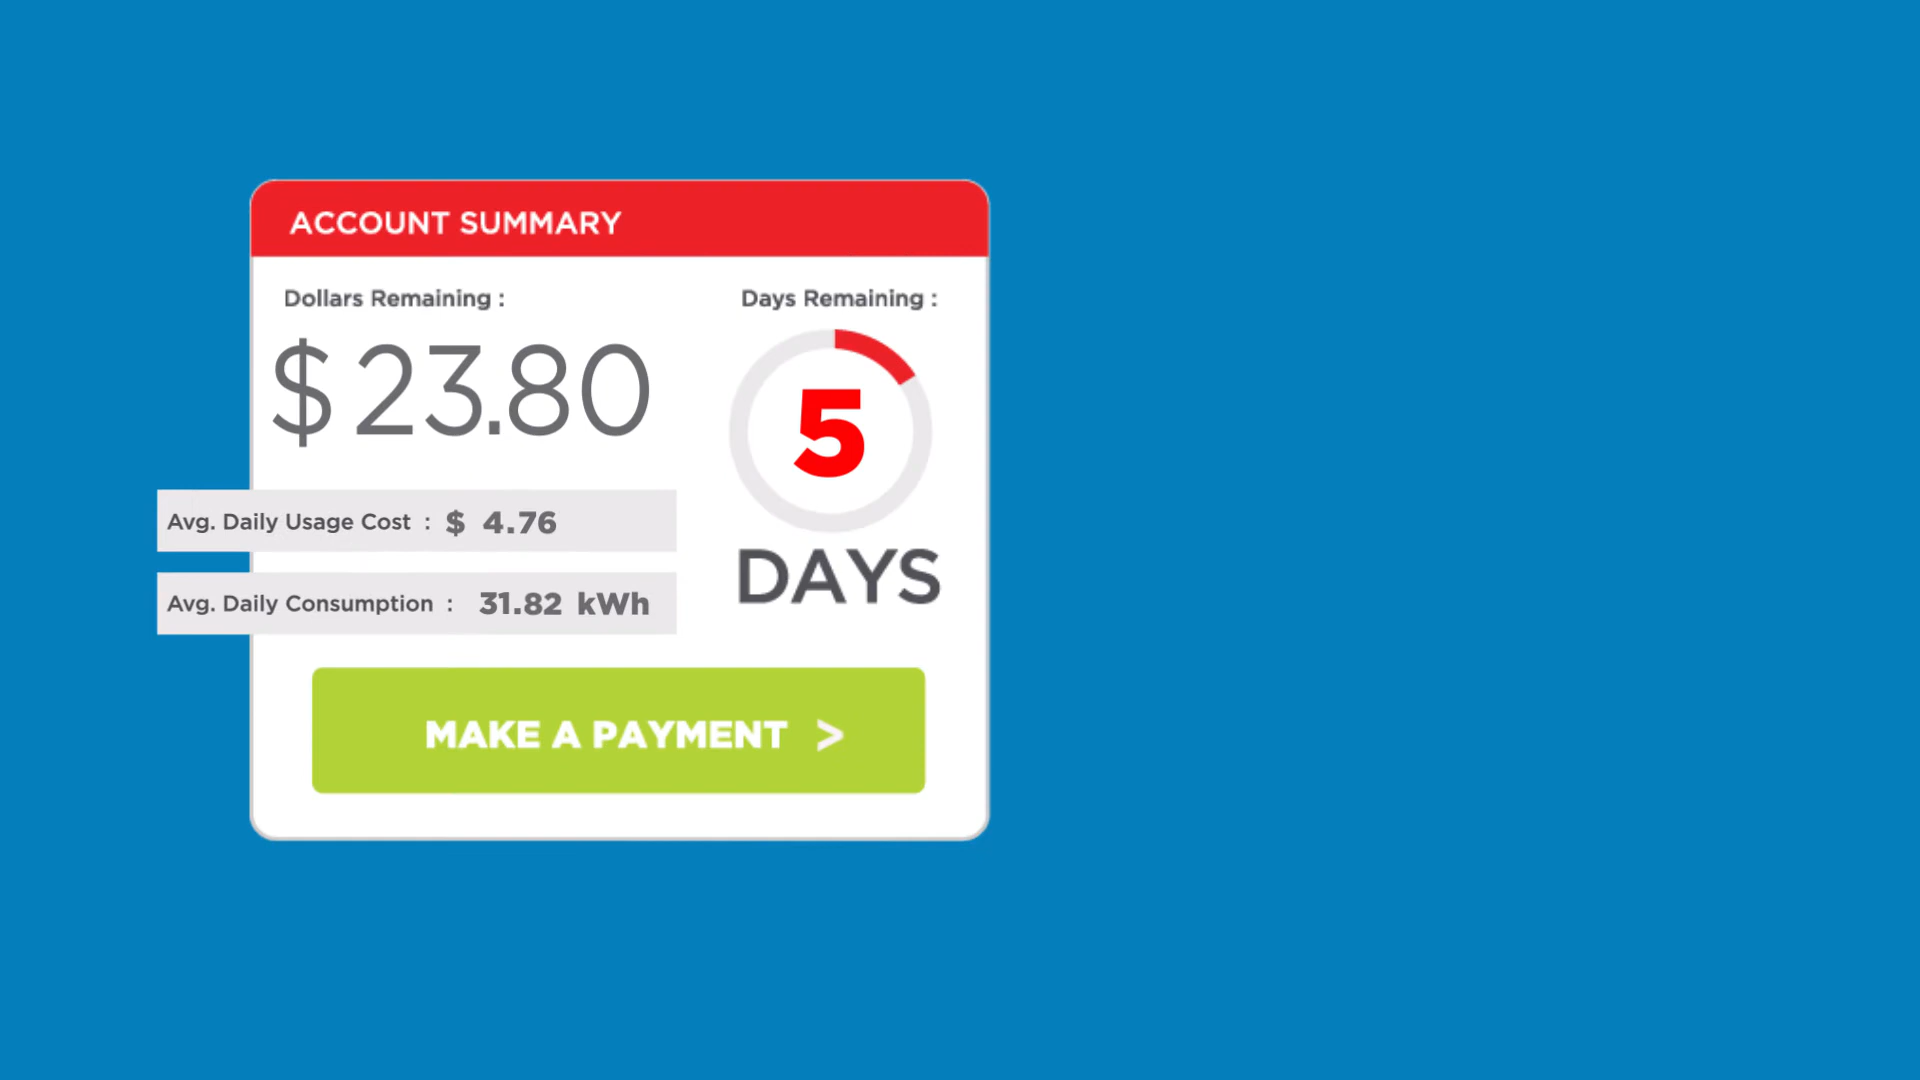 ACCOUNT SUMMARY
Dollars Remaining :
$ 23.80
Avg. Daily Usage Cost : $ 4.76
Avg. Daily Consumption : 31.82 kWh
Days Remaining :
5
DAYS
MAKE A PAYMENT >